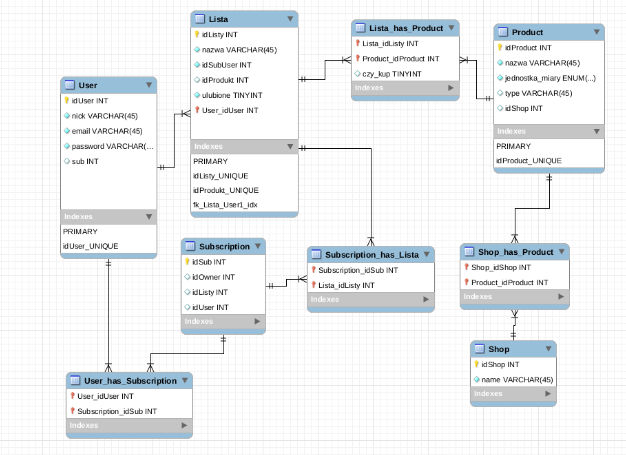 Lista
idListy INT
nazwa VARCHAR(45)
idSubUser INT
idProdukt INT
ulubione TINYINT
User_idUser INT
Indexes
PRIMARY
idListy_UNIQUE
idProdukt_UNIQUE
fk_Lista_User1_idx
Lista_has_Product
Lista_idListy INT
Product_idProduct INT
czy_kup TINYINT
Indexes
Product
idProduct INT
nazwa VARCHAR(45)
jednostka_miary ENUM(...)
type VARCHAR(45)
idShop INT
Indexes
PRIMARY
idProduct_UNIQUE
User
idUser INT
nick VARCHAR(45)
email VARCHAR(45)
password VARCHAR(...
sub INT
Indexes
PRIMARY
idUser_UNIQUE
Subscription
idSub INT
idOwner INT
idListy INT
idUser INT
Indexes
Subscription_has_Lista
Subscription_idSub INT
Lista_idListy INT
Indexes
Shop_has_Product
Shop_idShop INT
Product_idProduct INT
Indexes
Shop
idShop INT
name VARCHAR(45)
Indexes
User_has_Subscription
User_idUser INT
Subscription_idSub INT
Indexes